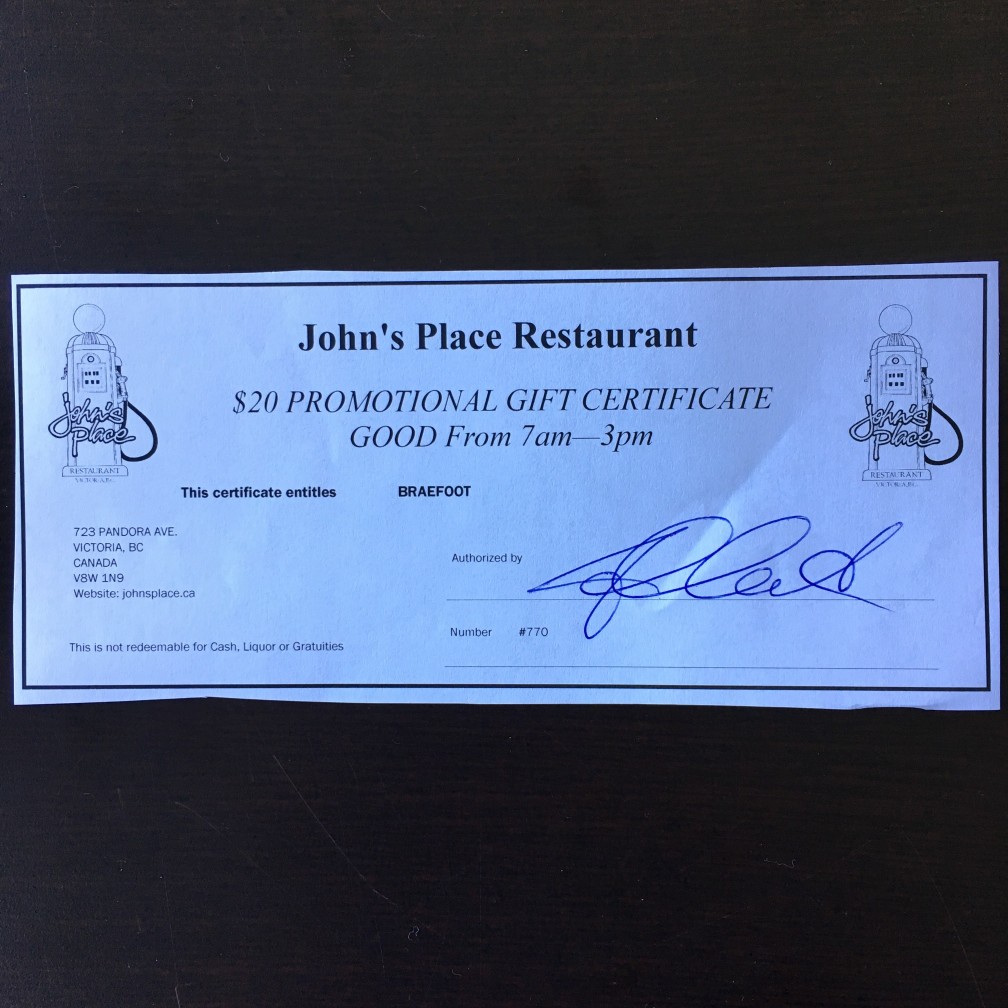 John's Place Restaurant
$20 PROMOTIONAL GIFT CERTIFICATE
GOOD From 7am—3pm
John's
Place
RESTAURANT
VICTORIA, B.C.
John's
Place
RESTAURANT
VICTORIA, B.C.
This certificate entitles BRAEFOOT
723 PANDORA AVE.
VICTORIA, BC
CANADA
V8W 1N9
Website: johnsplace.ca
Authorized by
Number #770
This is not redeemable for Cash, Liquor or Gratuities